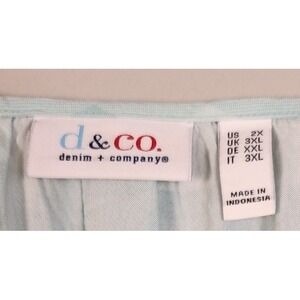 d & co.
denim + company®
US 2X
UK 3XL
DE XXL
IT 3XL
MADE IN
INDONESIA